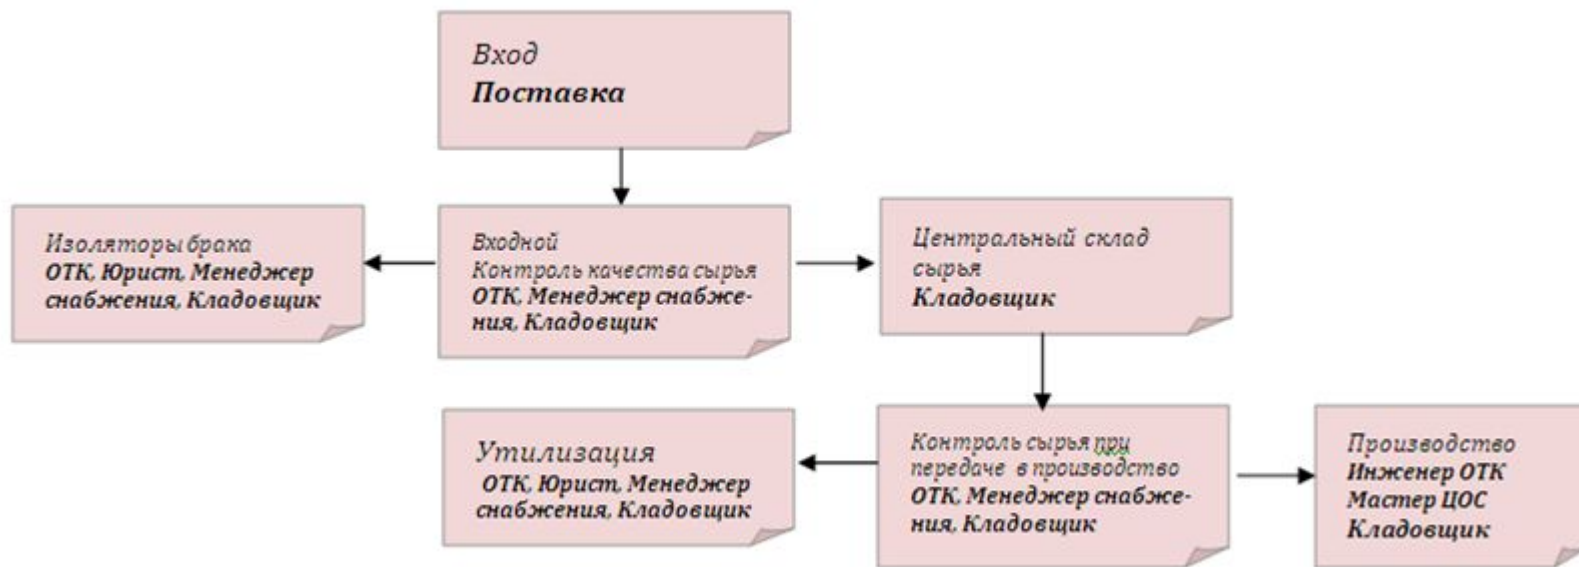 Вход
Поставка
Изоляторы брака
ОТК, Юрист, Менеджер
снабжения, Кладовщик
Входной
Контроль качества сырья
ОТК, Менеджер снабже-
ния, Кладовщик
Центральный склад
сырья
Кладовщик
Утилизация
ОТК, Юрист, Менеджер
снабжения, Кладовщик
Контроль сырья при
передаче в производство
ОТК, Менеджер снабже-
ния, Кладовщик
Производство
Инженер ОТК
Мастер ЦОС
Кладовщик